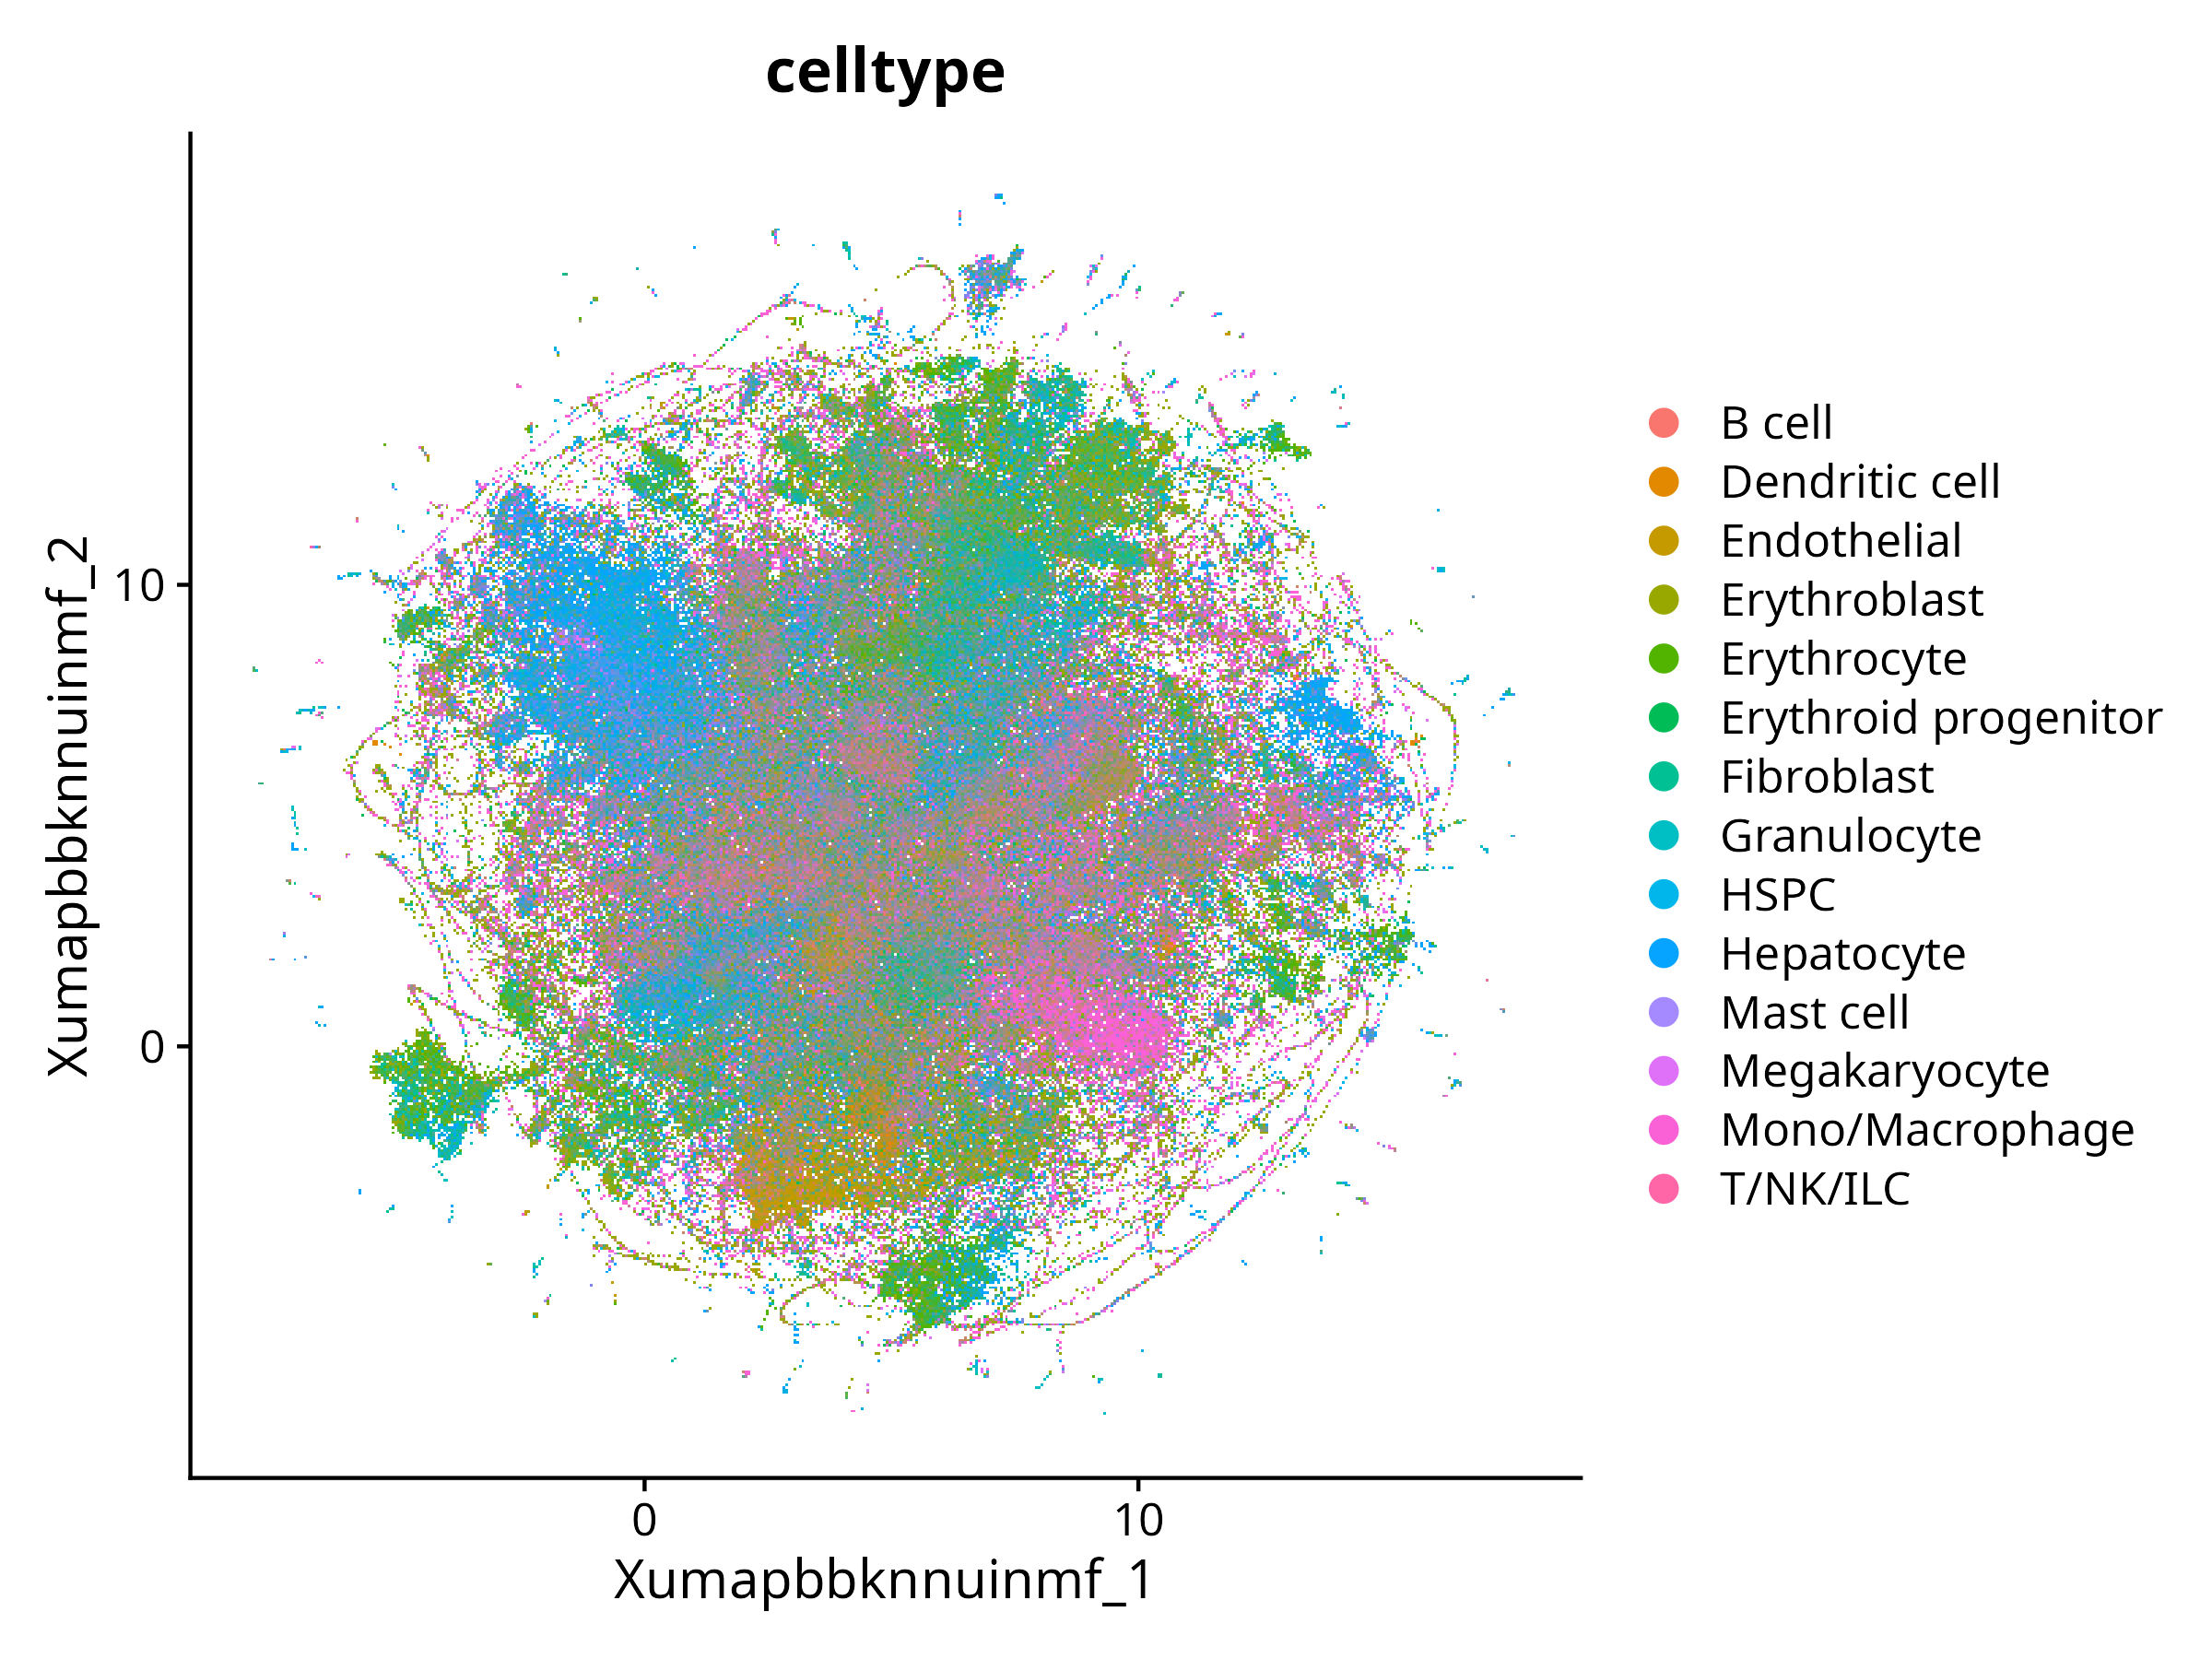 celltype
Xumapbbknnuinmf_2
10
0
0
10
Xumapbbknnuinmf_1
B cell
Dendritic cell
Endothelial
Erythroblast
Erythrocyte
Erythroid progenitor
Fibroblast
Granulocyte
HSPC
Hepatocyte
Mast cell
Megakaryocyte
Mono/Macrophage
T/NK/ILC